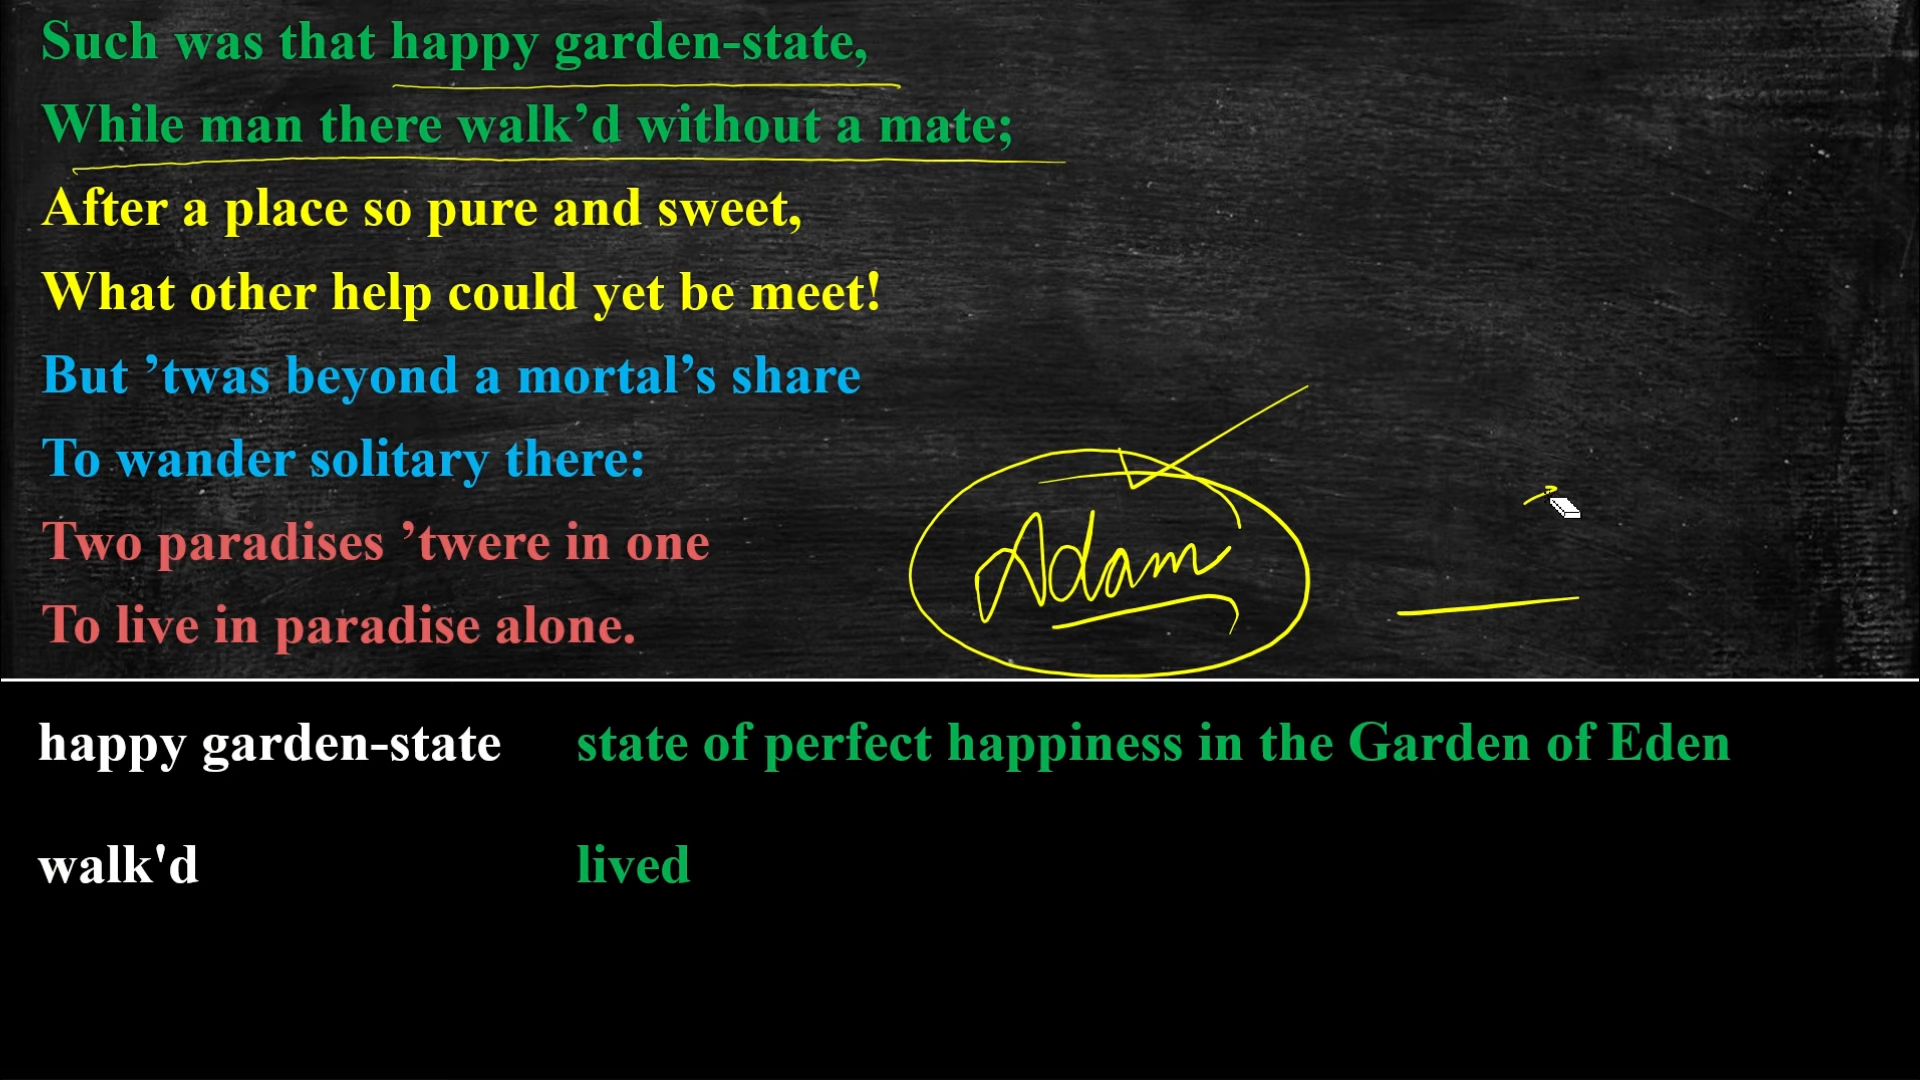 Such was that happy garden-state,
While man there walk’d without a mate;
After a place so pure and sweet,
What other help could yet be meet!
But ’twas beyond a mortal’s share
To wander solitary there:
Two paradises ’twere in one
To live in paradise alone.
Adam
happy garden-state state of perfect happiness in the Garden of Eden
walk'd lived